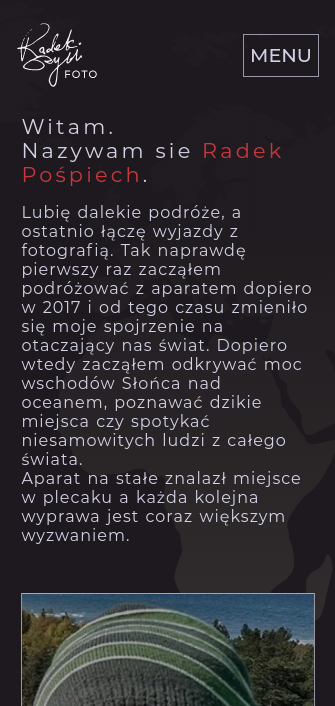 Radek
Szym
FOTO
MENU
Witam.
Nazywam sie Radek
Pośpiech.
Lubię dalekie podróże, a
ostatnio łączę wyjazdy z
fotografią. Tak naprawdę
pierwszy raz zacząłem
podróżować z aparatem dopiero
w 2017 i od tego czasu zmieniło
się moje spojrzenie na
otaczający nas świat. Dopiero
wtedy zacząłem odkrywać moc
wschodów Słońca nad
oceanem, poznawać dzikie
miejsca czy spotykać
niesamowitych ludzi z całego
świata.
Aparat na stałe znalazł miejsce
w plecaku a każda kolejna
wyprawa jest coraz większym
wyzwaniem.